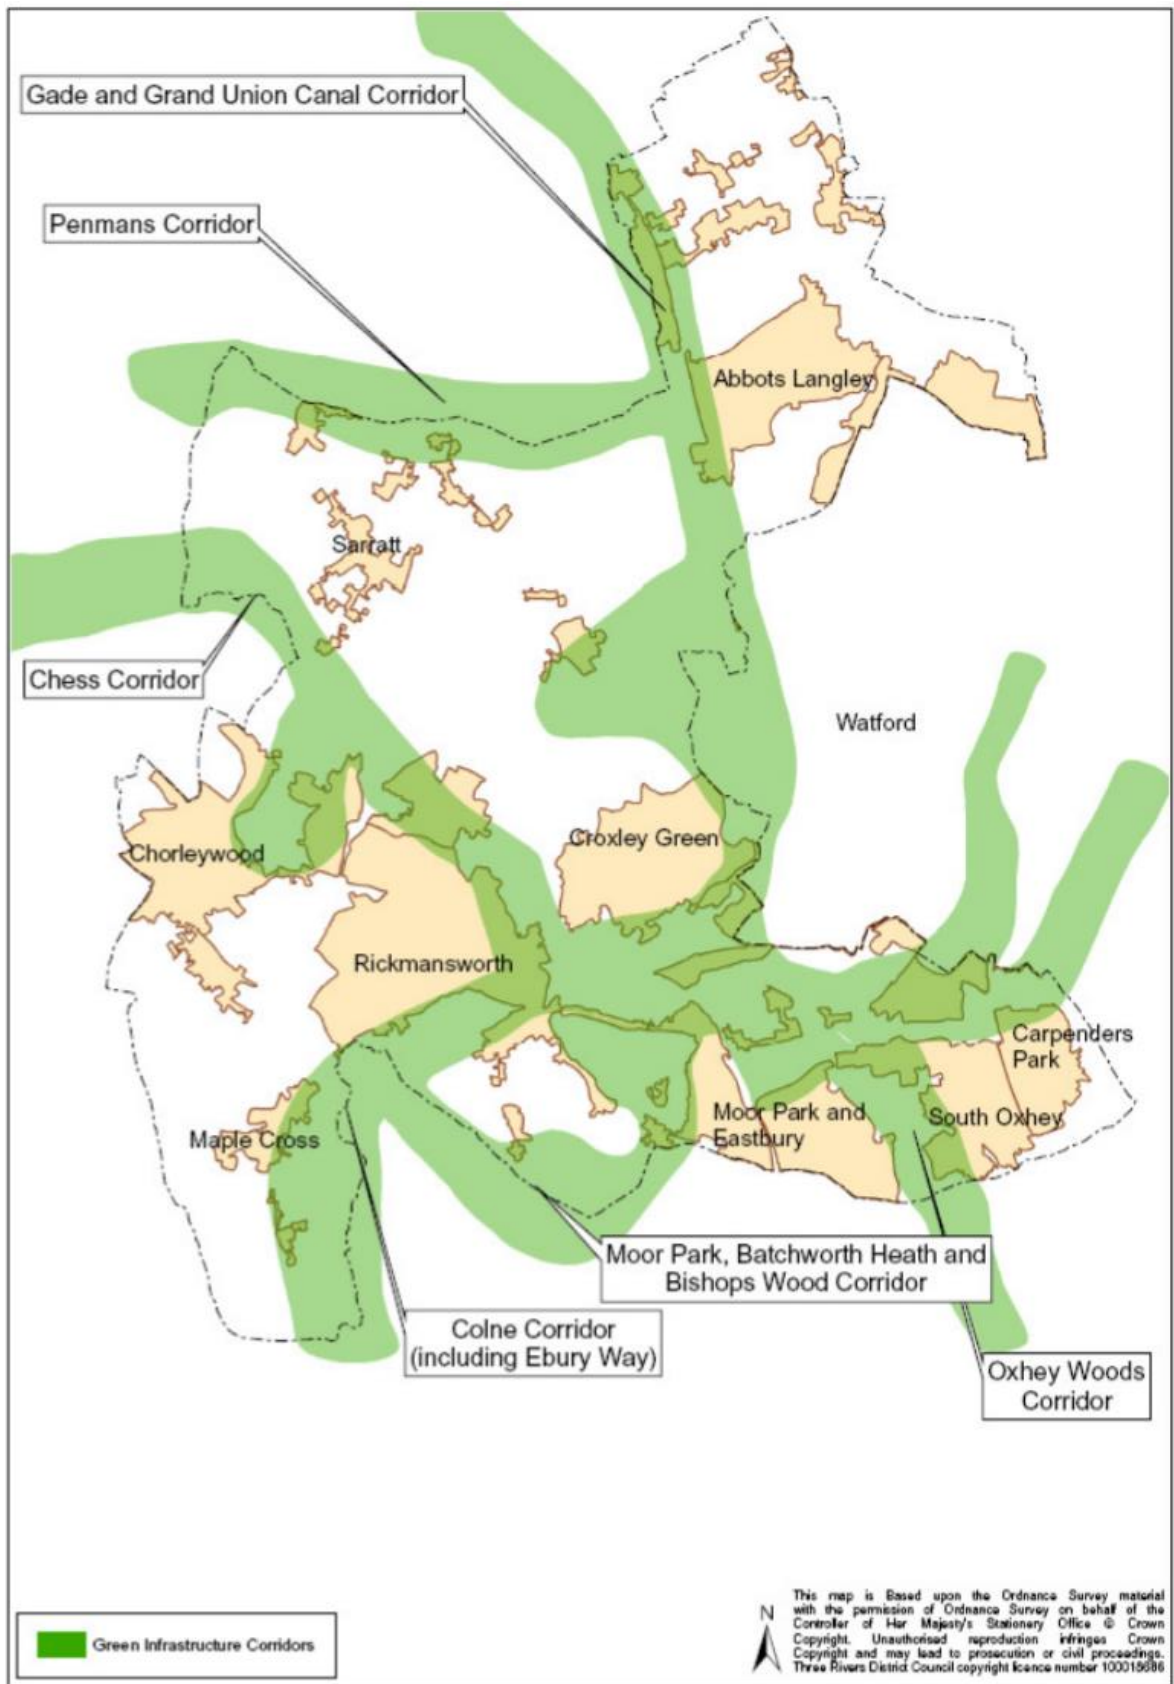 Gade and Grand Union Canal Corridor
Penmans Corridor
Abbots Langley
Sarratt
Chess Corridor
Watford
Croxley Green
Chorleywood
Rickmansworth
Carpenders
Park
Moor Park and
Eastbury
South Oxhey
Maple Cross
Moor Park, Batchworth Heath and
Bishops Wood Corridor
Colne Corridor
(including Ebury Way)
Oxhey Woods
Corridor
Green Infrastructure Corridors
N
This map is Based upon the Ordnance Survey material
with the permission of Ordnance Survey on behalf of the
Controller of Her Majesty's Stationery Office © Crown
Copyright. Unauthorised reproduction infringes Crown
Copyright and may lead to prosecution or civil proceedings.
Three Rivers District Council copyright licence number 100018686